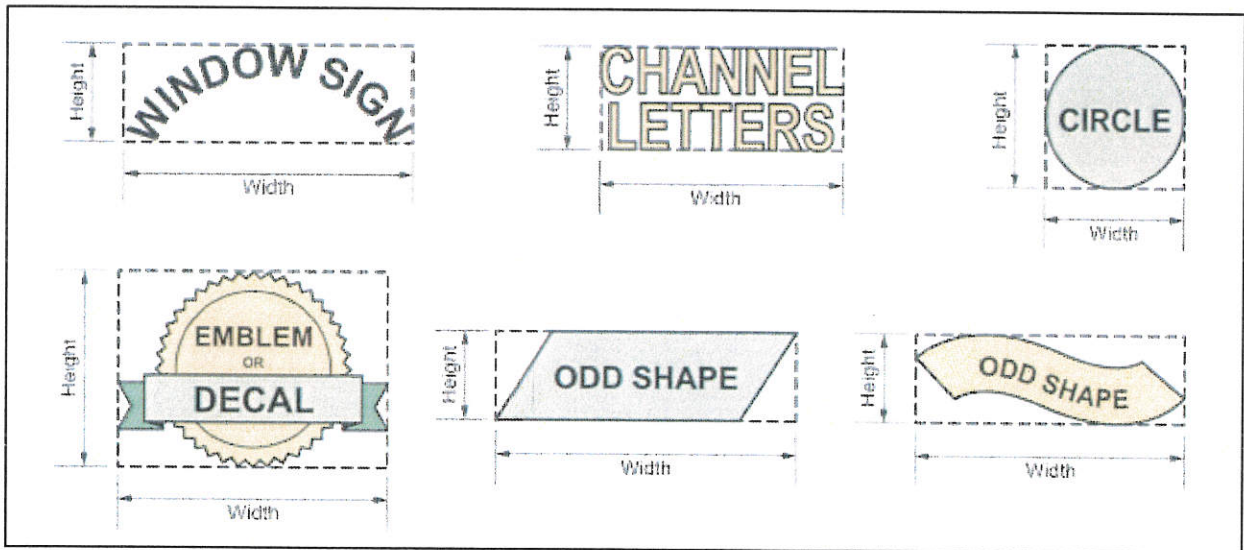 Height
WINDOW SIGN
Width
Height
CHANNEL
LETTERS
Width
Height
CIRCLE
Width
Height
EMBLEM
OR
DECAL
Width
Height
ODD SHAPE
Width
Height
ODD SHAPE
Width